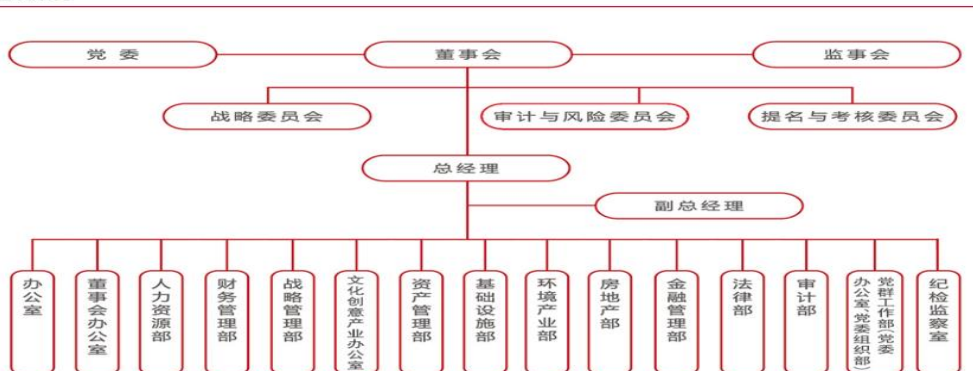 党委
董事会
监事会
战略委员会
审计与风险委员会
提名与考核委员会
总经理
副总经理
办公室
董事会办公室
人力资源部
财务管理部
战略管理部
文化创意产业办公室
资产管理部
基础设施部
环境产业部
房地产部
金融管理部
法律部
审计部
党群工作部(党委
办公室·党委组织部)
纪检监察室